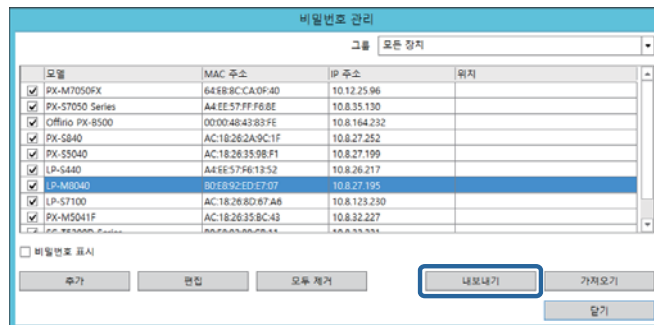 비밀번호 관리
그룹 모든 장치
모델 MAC 주소 IP 주소 위치
PX-M7050FX 64:EB:8C:CA:0F:40 10.12.25.96
PX-S7050 Series A4:EE:57:FF:F6:8E 10.8.35.130
Offirio PX-B500 00:00:48:43:83:FE 10.8.164.232
PX-S840 AC:18:26:2A:9C:1F 10.8.27.252
PX-S5040 AC:18:26:35:9B:F1 10.8.27.199
LP-S440 A4:EE:57:F6:13:52 10.8.26.217
LP-M8040 B0:E8:92:ED:E7:07 10.8.27.195
LP-S7100 AC:18:26:8D:67:A6 10.8.123.230
PX-M5041F AC:18:26:35:BC:43 10.8.32.227
비밀번호 표시
추가 편집 모두 제거 내보내기 가져오기
닫기